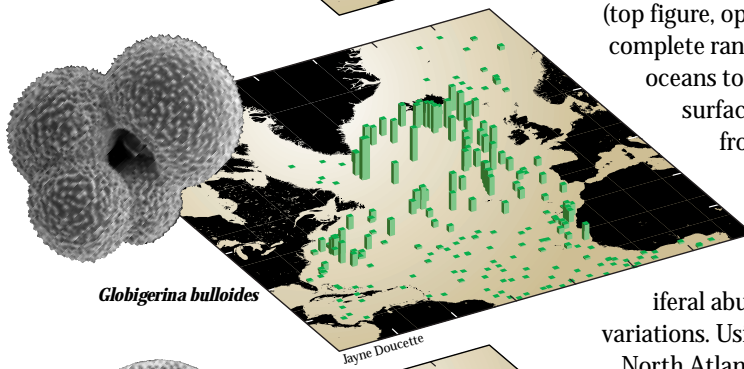 (top figure, op
complete ran
oceans to
surfac
fro
Globigerina bulloides
iferal abu
variations. Usi
North Atlan
Jayne Doucette